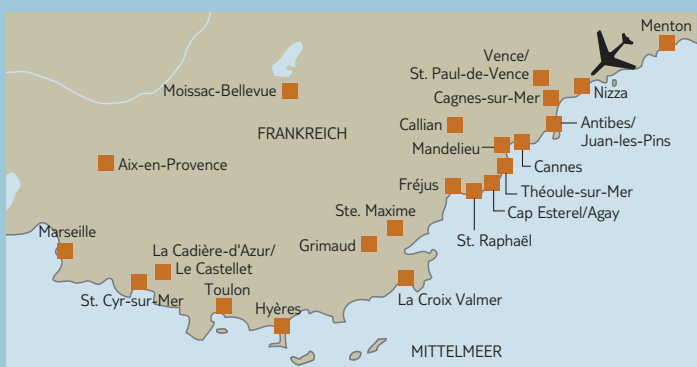 Menton
Vence/
St. Paul-de-Vence
Moissac-Bellevue
Nizza
Cagnes-sur-Mer
FRANKREICH
Callian
Antibes/
Juan-les-Pins
Mandelieu
Aix-en-Provence
Cannes
Fréjus
Théoule-sur-Mer
Ste. Maxime
Cap Esterel/Agay
Marseille
St. Raphaël
Grimaud
La Cadière-d'Azur/
Le Castellet
St. Cyr-sur-Mer
Toulon
La Croix Valmer
Hyères
MITTELMEER